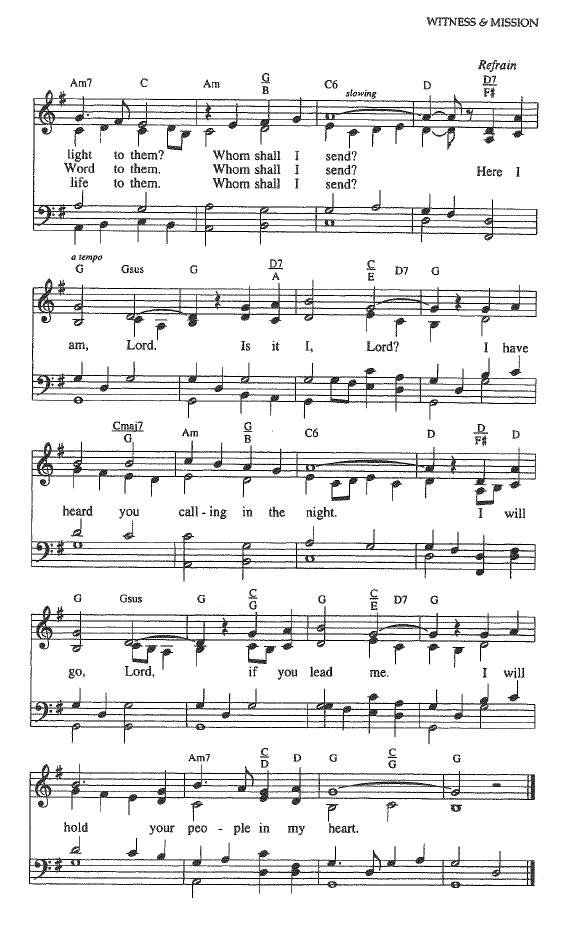 WITNESS & MISSION
Refrain
Am7 C Am G/B C6 slowing D D7/F#
light to them? Whom shall I send?
Word to them. Whom shall I send? Here I
life to them. Whom shall I send?
a tempo
G Gsus G D7/A C/E D7 G
am, Lord. Is it I, Lord? I have
Cmaj7/G Am G/B C6 D D/F# D
heard you call-ing in the night. I will
G Gsus G C/G G C/E D7 G
go, Lord, if you lead me. I will
Am7 C/D D G C/G G
hold your peo - ple in my heart.